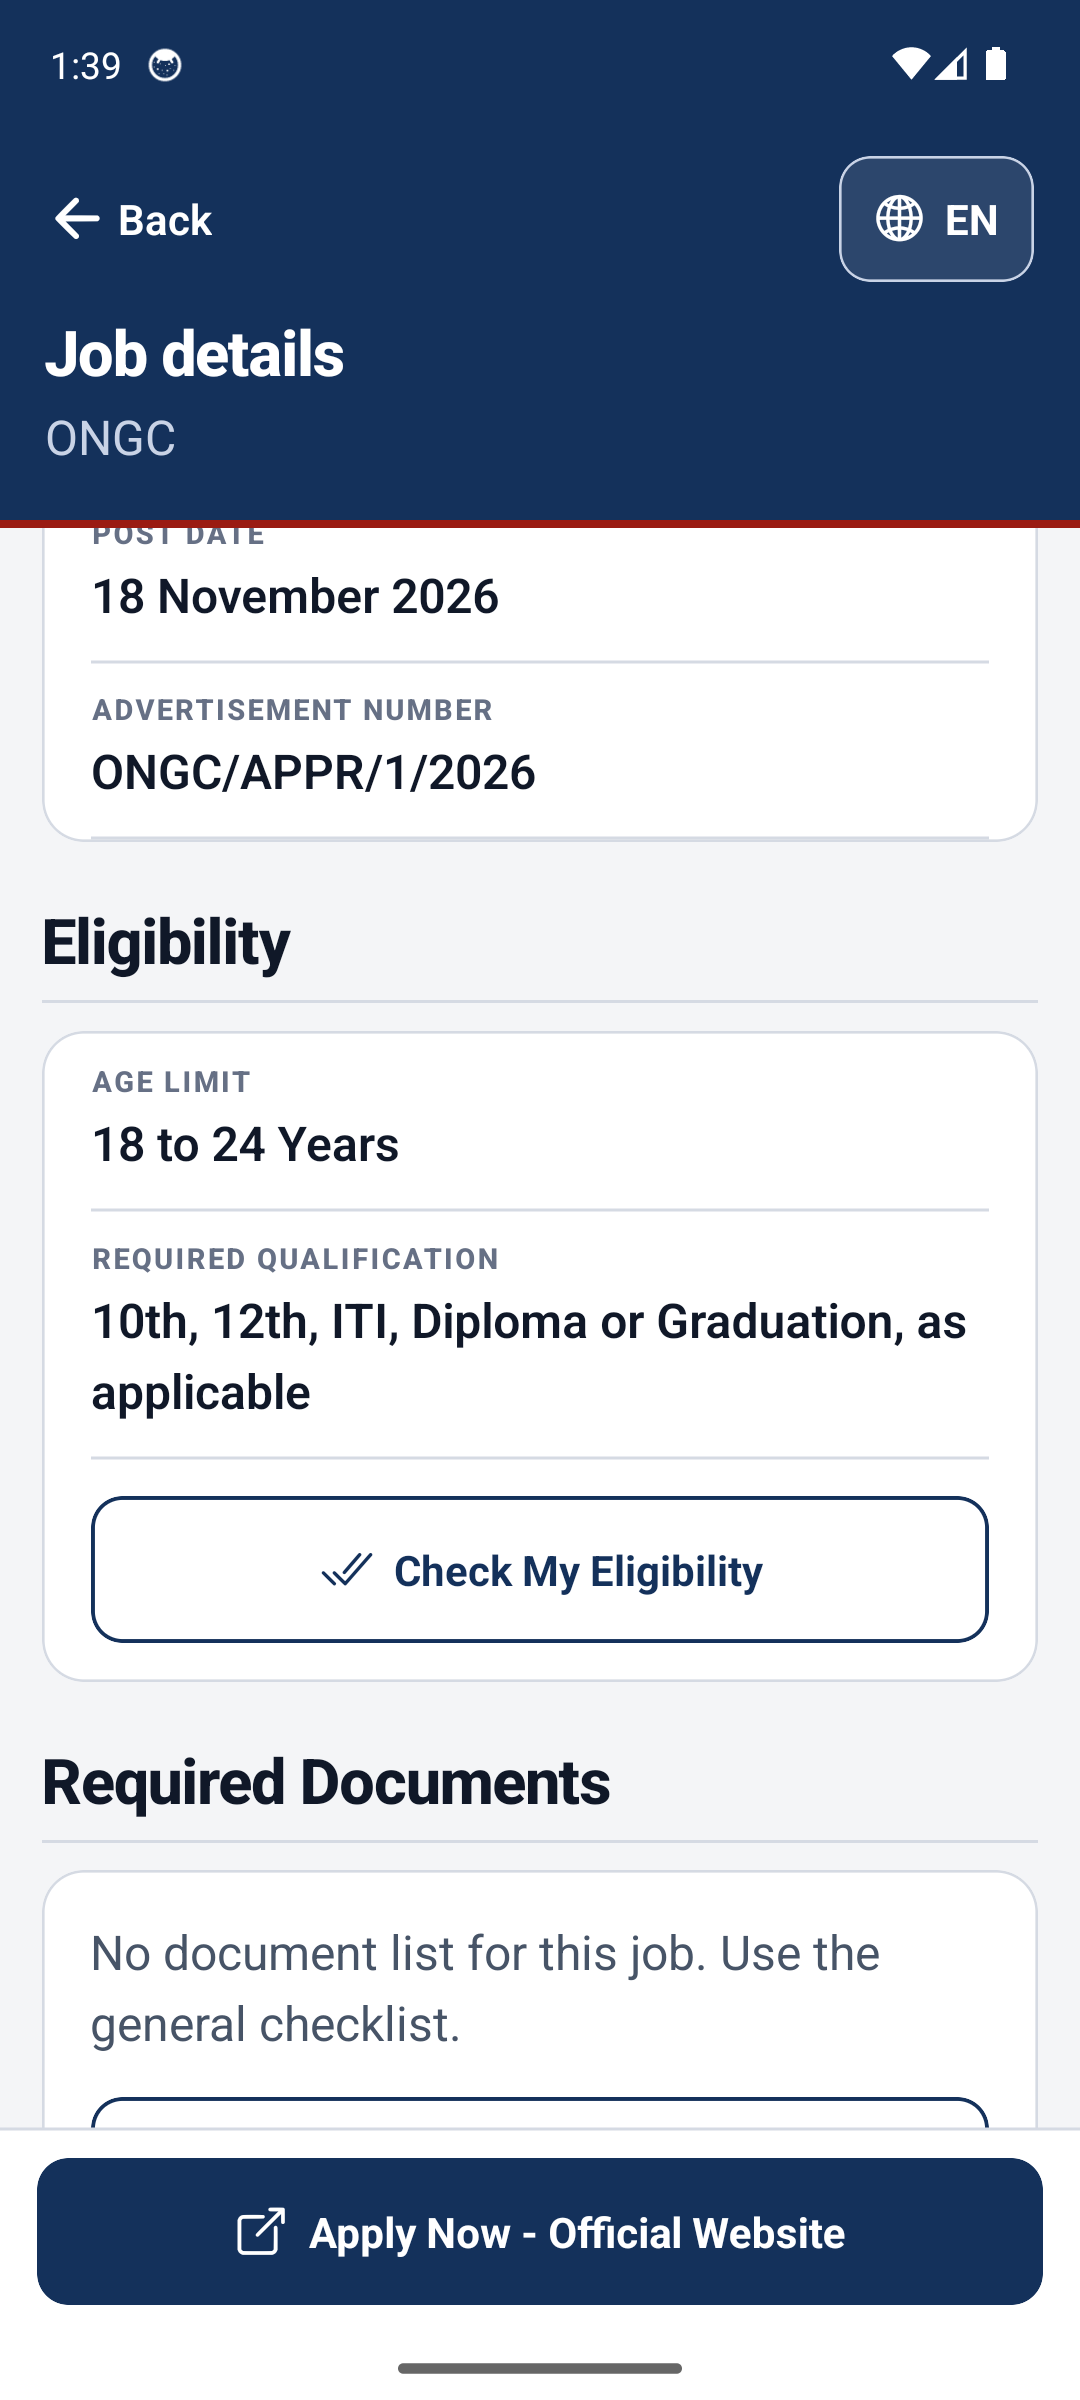 1:39
Back
EN
Job details
ONGC
POST DATE
18 November 2026
ADVERTISEMENT NUMBER
ONGC/APPR/1/2026
Eligibility
AGE LIMIT
18 to 24 Years
REQUIRED QUALIFICATION
10th, 12th, ITI, Diploma or Graduation, as
applicable
Check My Eligibility
Required Documents
No document list for this job. Use the
general checklist.
Apply Now - Official Website